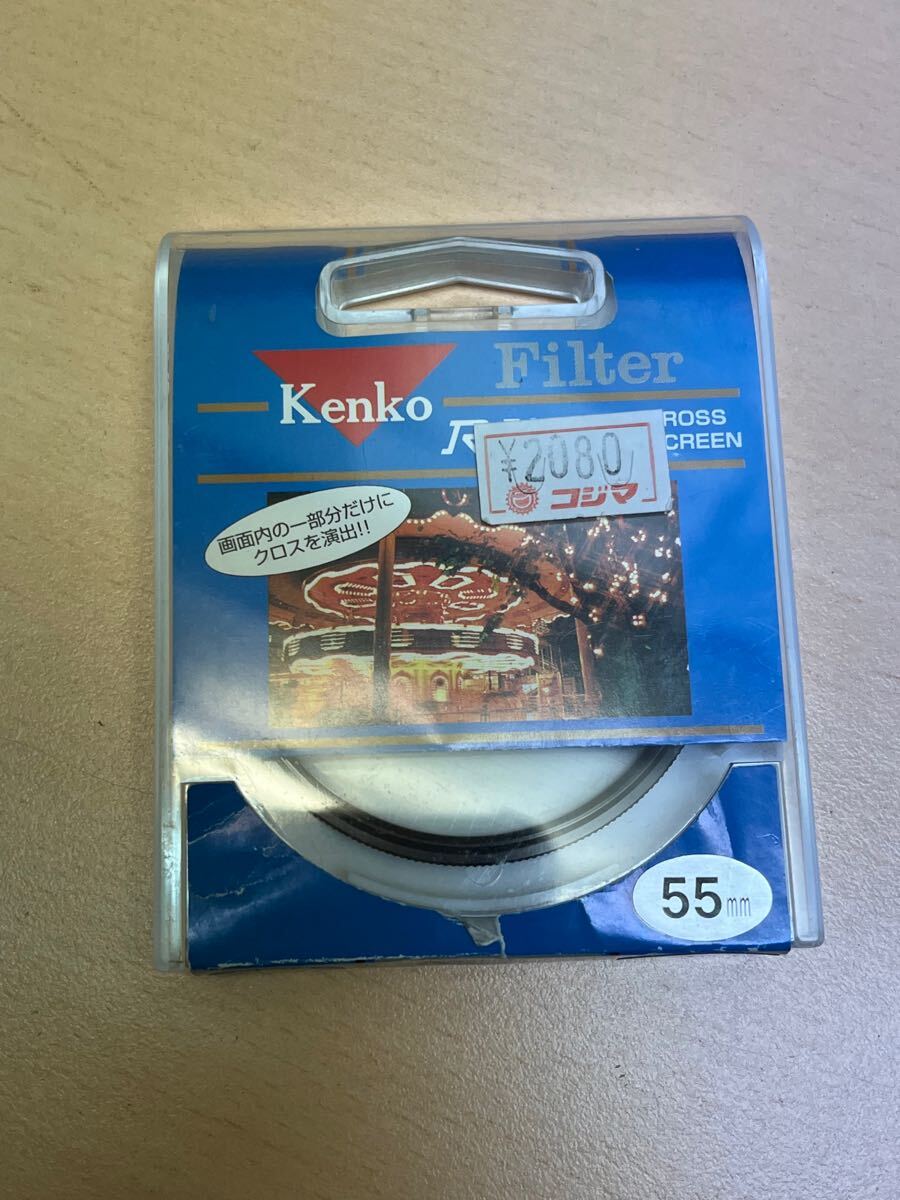 Filter
Kenko
ROSS
CREEN
¥2080
コジマ
画面内の一部分だけに
クロスを演出!!
55mm